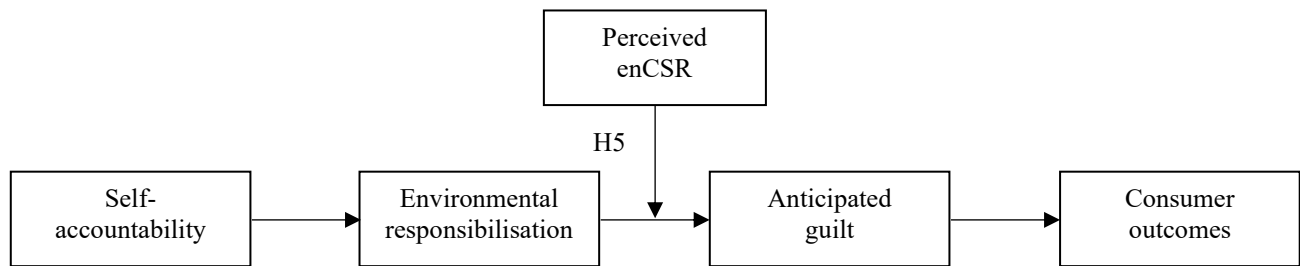 Perceived
enCSR
H5
Self-
accountability
Environmental
responsibilisation
Anticipated
guilt
Consumer
outcomes